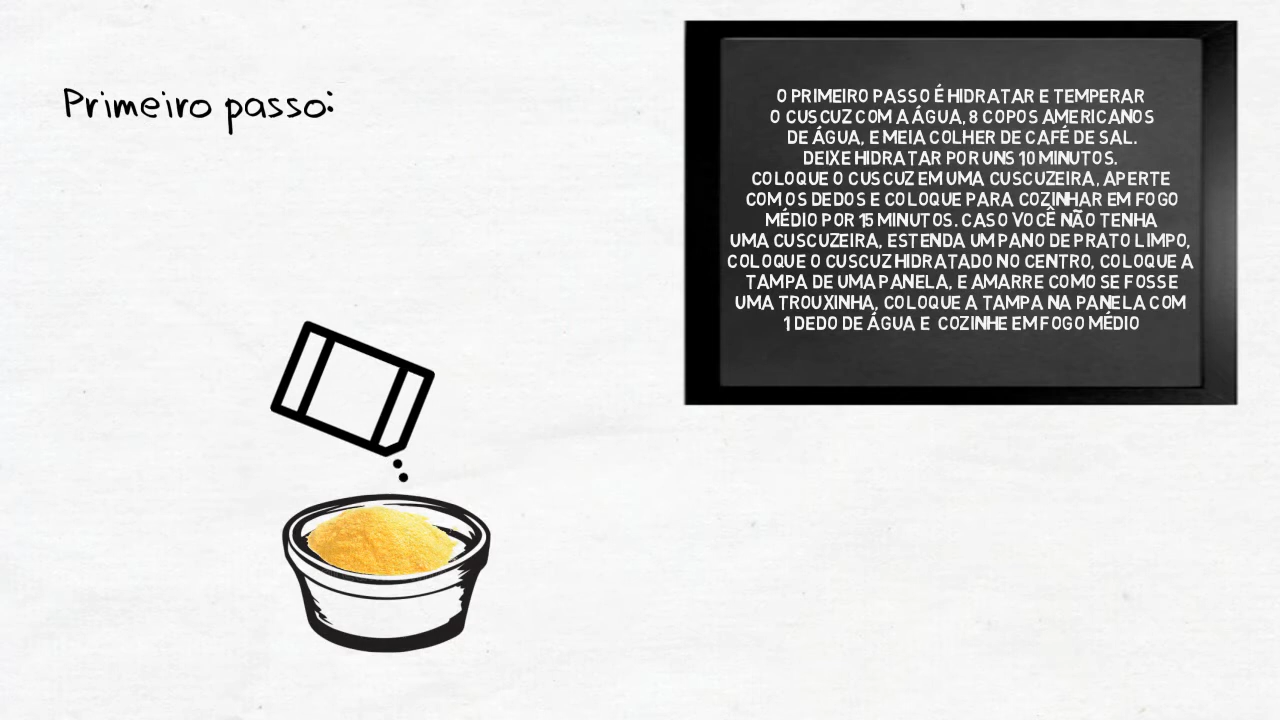 Primeiro passo:
O PRIMEIRO PASSO É HIDRATAR E TEMPERAR
O CUSCUZ COM A ÁGUA, 8 COPOS AMERICANOS
DE ÁGUA, E MEIA COLHER DE CAFÉ DE SAL.
DEIXE HIDRATAR POR UNS 10 MINUTOS.
COLOQUE O CUSCUZ EM UMA CUSCUZEIRA, APERTE
COM OS DEDOS E COLOQUE PARA COZINHAR EM FOGO
MÉDIO POR 15 MINUTOS. CASO VOCÊ NÃO TENHA
UMA CUSCUZEIRA, ESTENDA UM PANO DE PRATO LIMPO,
COLOQUE O CUSCUZ HIDRATADO NO CENTRO, COLOQUE A
TAMPA DE UMA PANELA, E AMARRE COMO SE FOSSE
UMA TROUXINHA, COLOQUE A TAMPA NA PANELA COM
1 DEDO DE ÁGUA E COZINHE EM FOGO MÉDIO